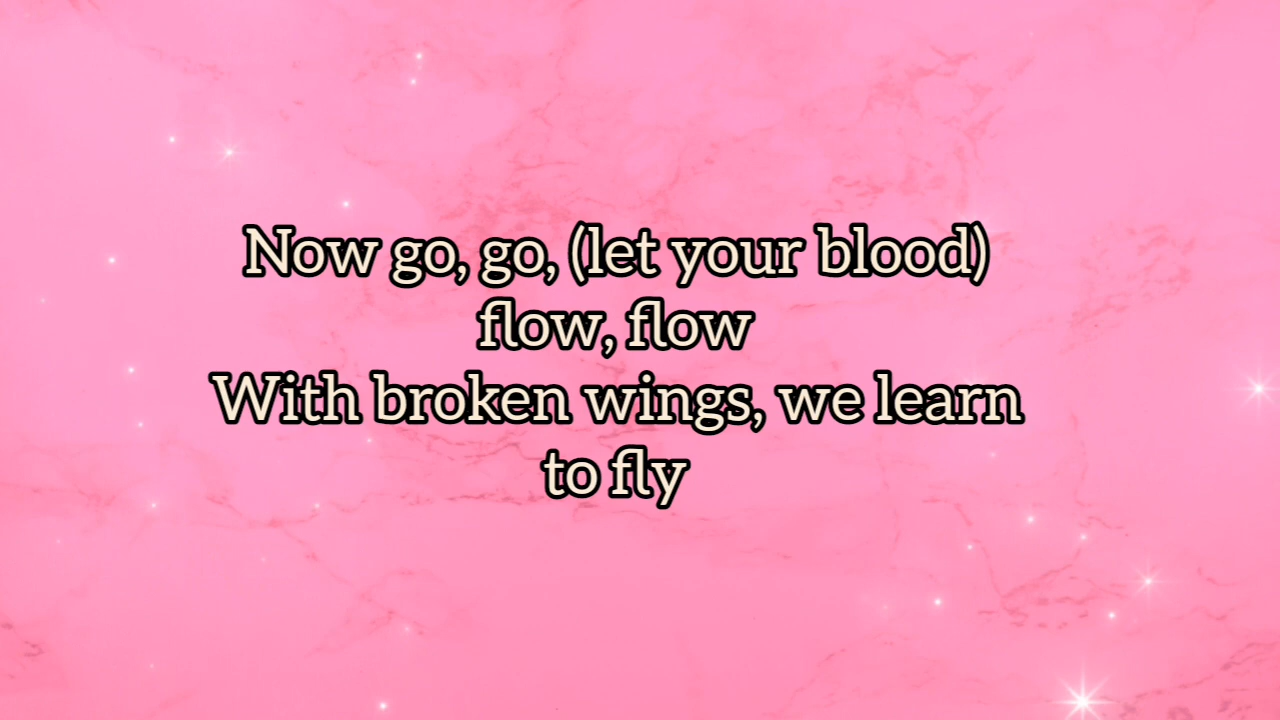 Now go, go, (let your blood)
flow, flow
With broken wings, we learn
to fly